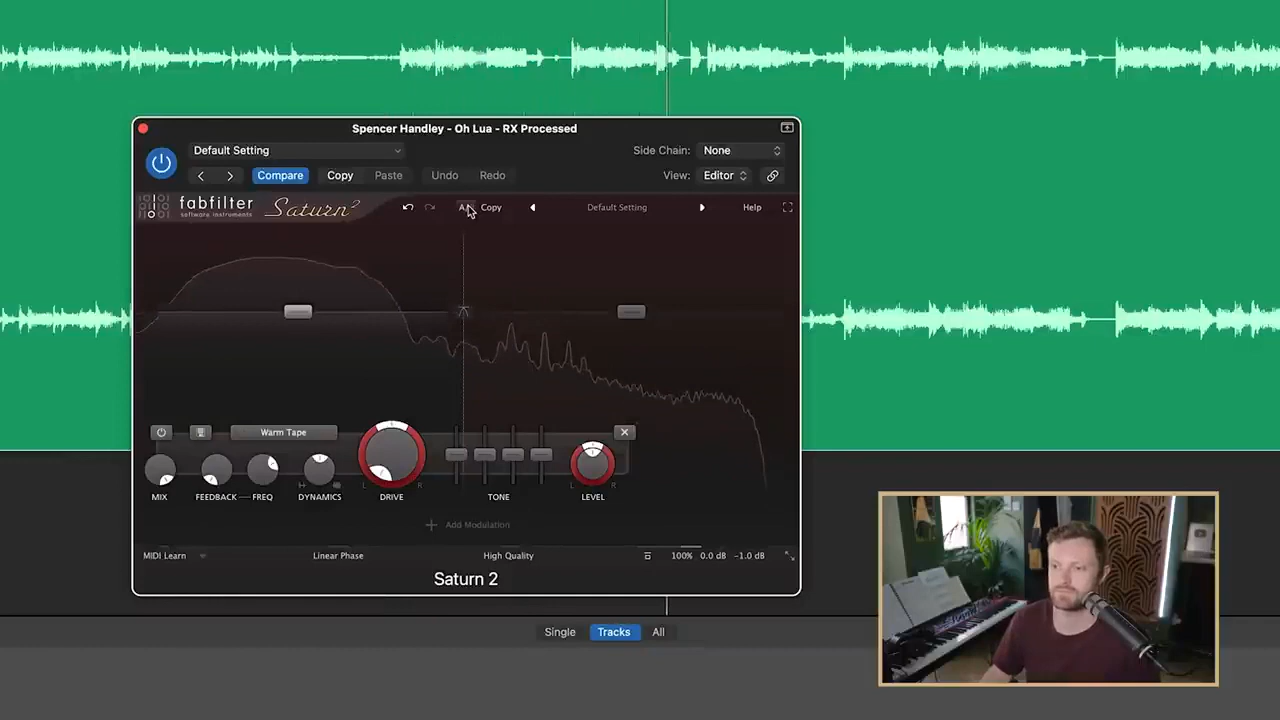 Spencer Handley - Oh Lua - RX Processed
Default Setting
Side Chain: None
Compare Copy Paste Undo Redo
View: Editor
fabfilter
software instruments
Saturn 2
Copy
Default Setting
Help
Warm Tape
MIX FEEDBACK FREQ DYNAMICS L DRIVE R TONE L LEVEL R
+ Add Modulation
MIDI Learn Linear Phase High Quality 100% 0.0 dB -1.0 dB
Saturn 2
Single Tracks All